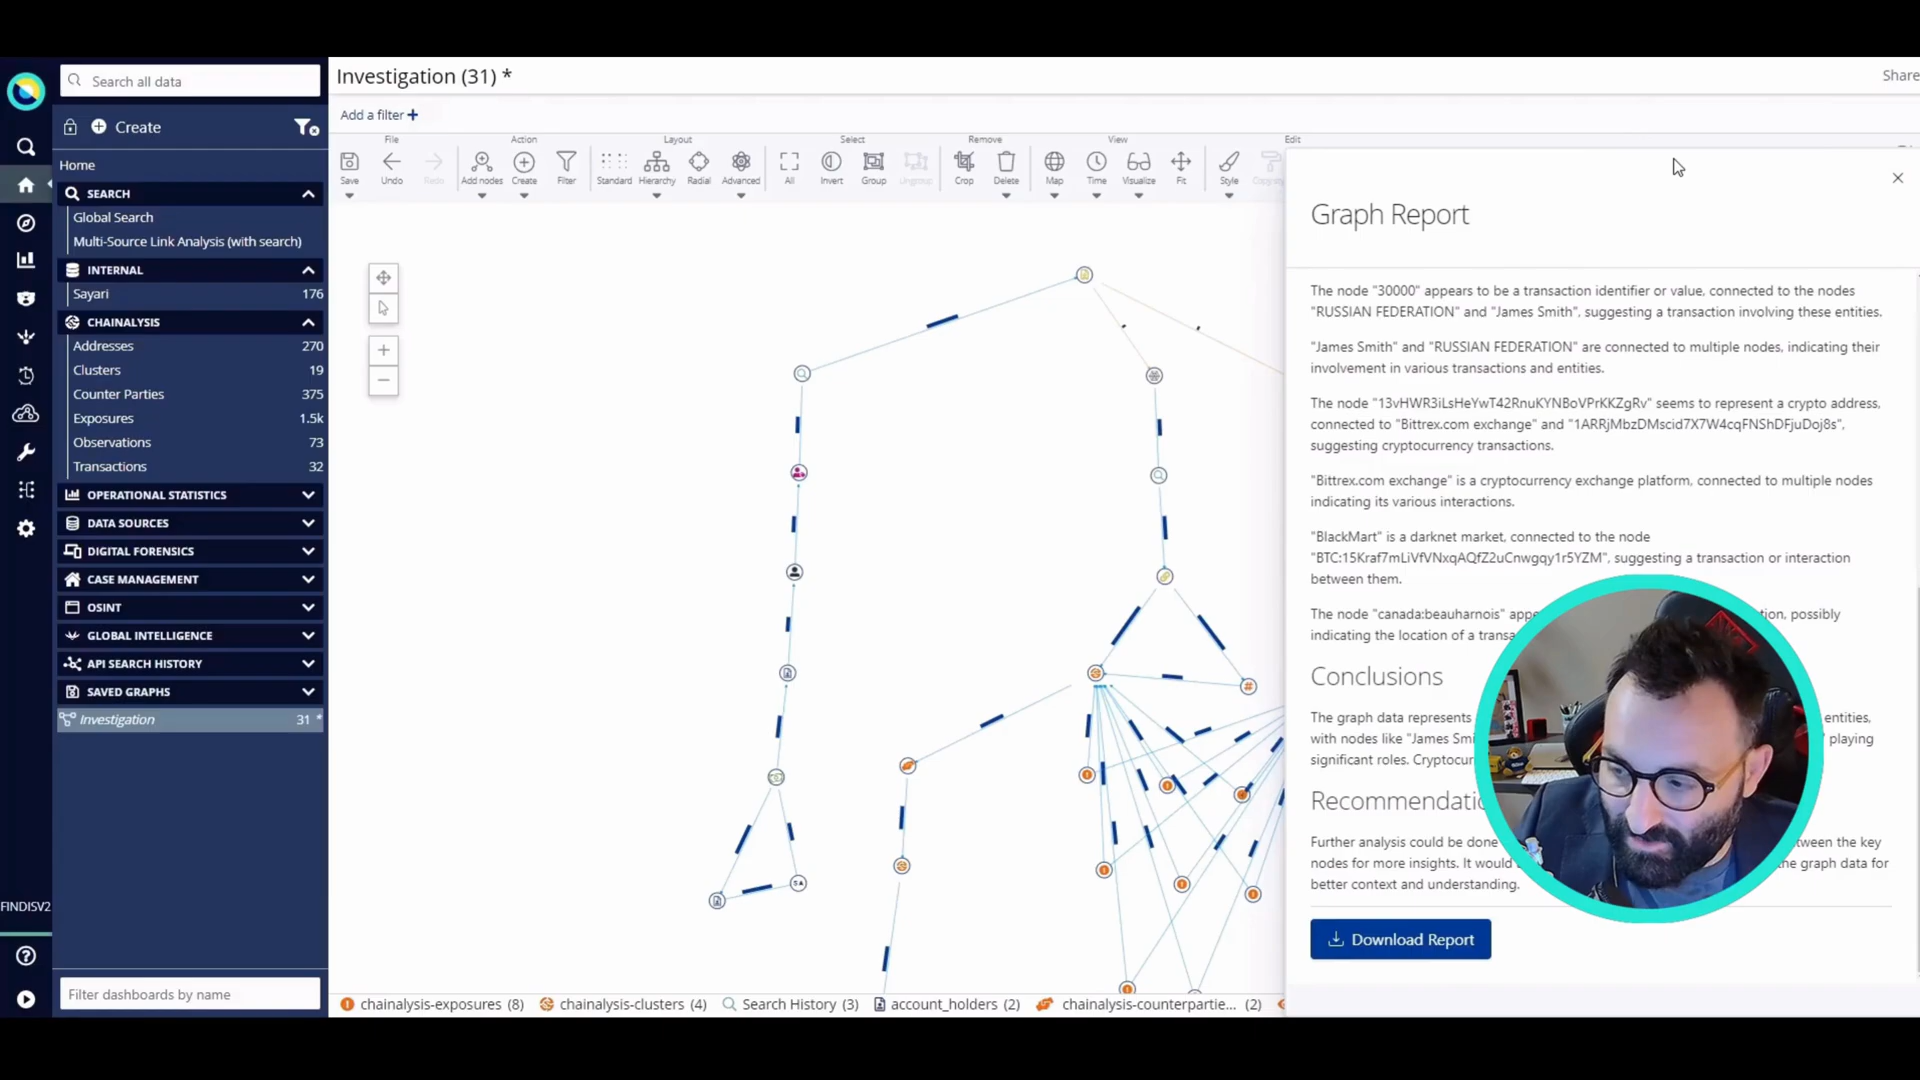 Search all data
Create
Home
SEARCH
Global Search
Multi-Source Link Analysis (with search)
INTERNAL
Sayari 176
CHAINALYSIS
Addresses 270
Clusters 19
Counter Parties 375
Exposures 1.5k
Observations 73
Transactions 32
OPERATIONAL STATISTICS
DATA SOURCES
DIGITAL FORENSICS
CASE MANAGEMENT
OSINT
GLOBAL INTELLIGENCE
API SEARCH HISTORY
SAVED GRAPHS
Investigation 31 *
FINDISV2
Filter dashboards by name
Investigation (31) *
Share
Add a filter +
File Action Layout Select Remove View Edit
Save Undo Redo Add nodes Create Filter Standard Hierarchy Radial Advanced All Invert Group Ungroup Crop Delete Map Time Visualize Fit Style
SA
chainalysis-exposures (8) chainalysis-clusters (4) Search History (3) account_holders (2) chainalysis-counterpartie... (2)
Graph Report
The node "30000" appears to be a transaction identifier or value, connected to the nodes
"RUSSIAN FEDERATION" and "James Smith", suggesting a transaction involving these entities.
"James Smith" and "RUSSIAN FEDERATION" are connected to multiple nodes, indicating their
involvement in various transactions and entities.
The node "13vHWR3iLsHeYwT42RnuKYNBoVPrKKZgRv" seems to represent a crypto address,
connected to "Bittrex.com exchange" and "1ARRjMbzDMscid7X7W4cqFNShDFjuDoj8s",
suggesting cryptocurrency transactions.
"Bittrex.com exchange" is a cryptocurrency exchange platform, connected to multiple nodes
indicating its various interactions.
"BlackMart" is a darknet market, connected to the node
"BTC:15Kraf7mLiVfVNxqAQfZ2uCnwgqy1r5YZM", suggesting a transaction or interaction
between them.
The node "canada:beauharnois" possibly
indicating the location of a
Conclusions
The graph data represents entities,
with nodes like "James playing
significant roles.
Further analysis could be done between the key
nodes for more insights. It would the graph data for
better context and understanding.
Download Report